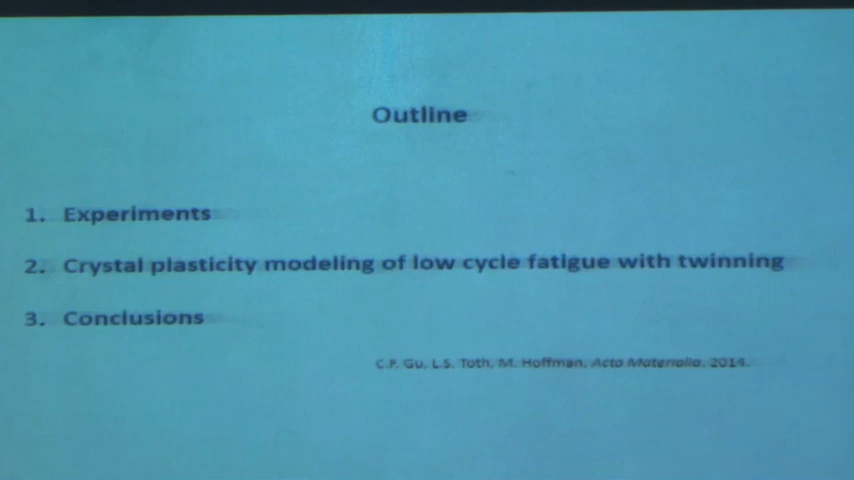 Outline
1. Experiments
2. Crystal plasticity modeling of low cycle fatigue with twinning
3. Conclusions
C.F. Gu, L.S. Toth, M. Hoffman, Acta Materialia, 2014.